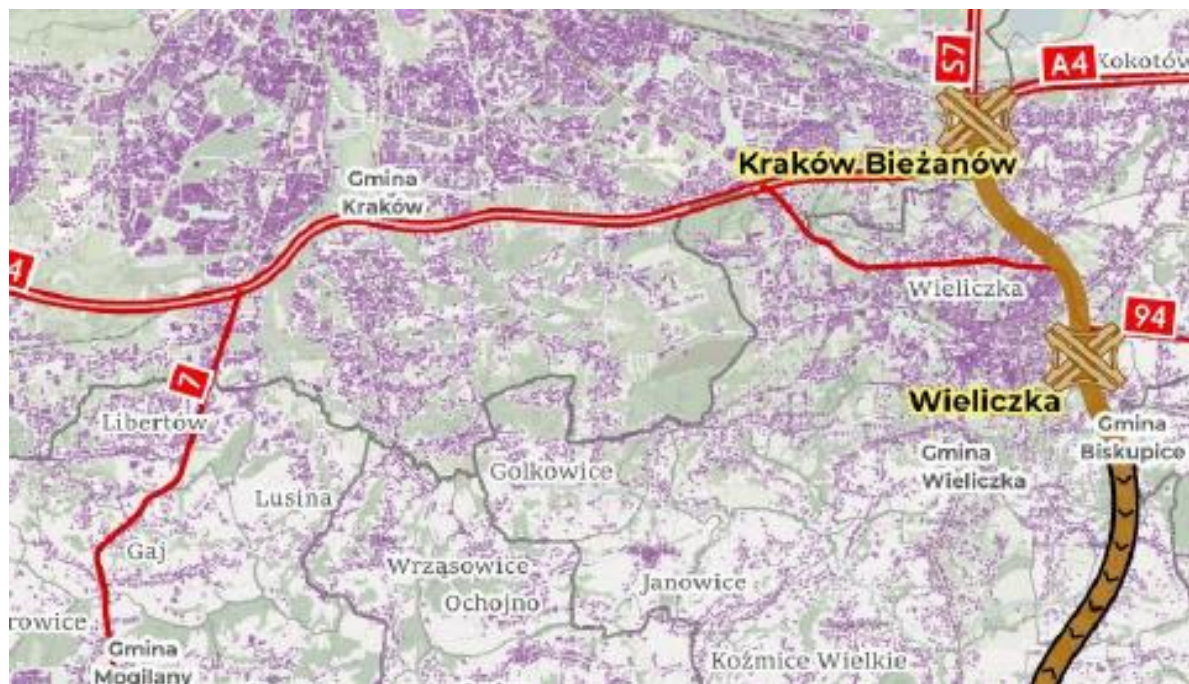 S7
A4
Kokotów
Kraków Bieżanów
Gmina
Kraków
4
Wieliczka
94
7
Wieliczka
Libertów
Gmina
Biskupice
Golkowice
Gmina
Wieliczka
Lusina
Gaj
Wrząsowice
Janowice
Ochojno
rowice
Gmina
Mogilany
Koźmice Wielkie